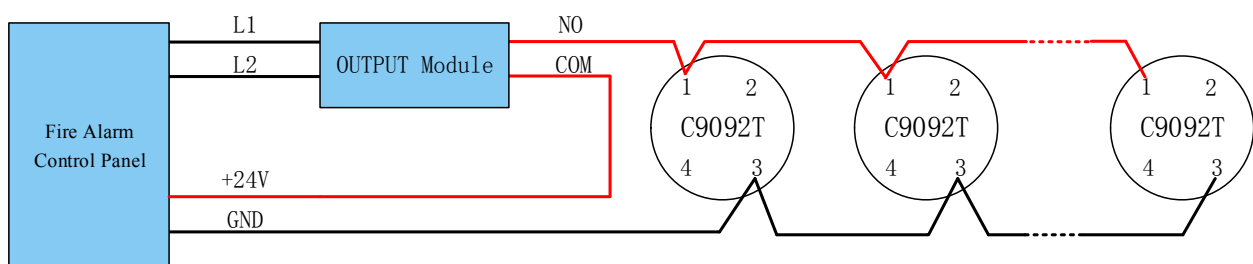 L1
NO
L2
OUTPUT Module
COM
1 2
1 2
1 2
Fire Alarm
Control Panel
C9092T
C9092T
C9092T
4 3
4 3
4 3
+24V
GND